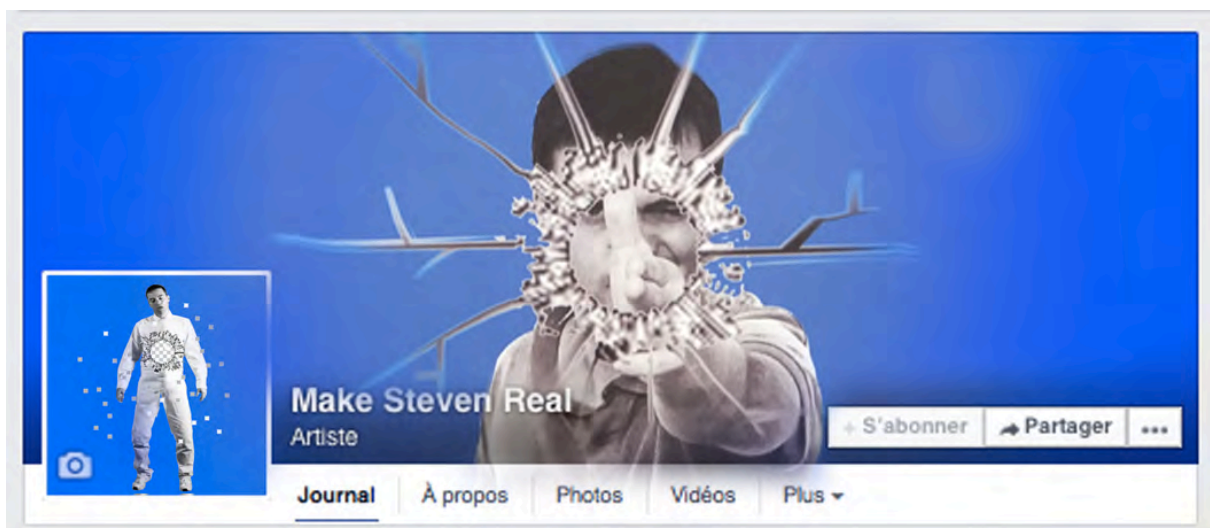 Make Steven Real
Artiste
+ S'abonner
Partager
Journal
À propos
Photos
Vidéos
Plus